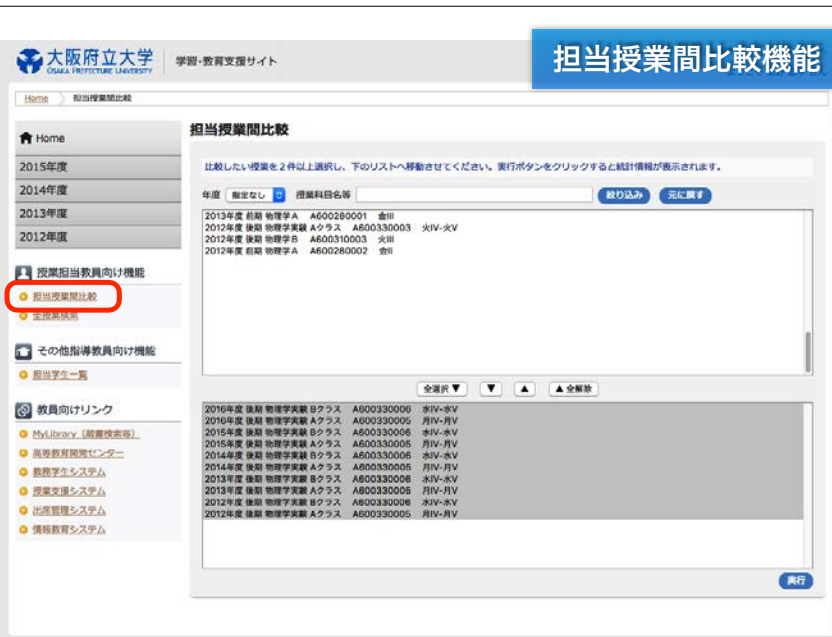 担当授業間比較機能
大阪府立大学
OSAKA PREFECTURE UNIVERSITY
学習・教育支援サイト
Home 担当授業間比較
Home
2015年度
2014年度
2013年度
2012年度
授業担当教員向け機能
担当授業間比較
全授業検索
その他指導教員向け機能
担当学生一覧
教員向けリンク
MyLibrary（蔵書検索等）
高等教育開発センター
教務学生システム
授業支援システム
出席管理システム
情報教育システム
担当授業間比較
比較したい授業を2件以上選択し、下のリストへ移動させてください。実行ボタンをクリックすると統計情報が表示されます。
年度 指定なし 授業科目名等 絞り込み 元に戻す
2013年度 前期 物理学A A600280001 金III
2012年度 後期 物理学実験 Aクラス A600330003 火IV-火V
2012年度 後期 物理学B A600310003 火III
2012年度 前期 物理学A A600280002 金II
全選択▼ ▼ ▲ ▲全解除
2016年度 後期 物理学実験 Bクラス A600330006 水IV-水V
2016年度 後期 物理学実験 Aクラス A600330005 月IV-月V
2015年度 後期 物理学実験 Bクラス A600330006 水IV-水V
2015年度 後期 物理学実験 Aクラス A600330005 月IV-月V
2014年度 後期 物理学実験 Bクラス A600330006 水IV-水V
2014年度 後期 物理学実験 Aクラス A600330005 月IV-月V
2013年度 後期 物理学実験 Bクラス A600330006 水IV-水V
2013年度 後期 物理学実験 Aクラス A600330005 月IV-月V
2012年度 後期 物理学実験 Bクラス A600330006 水IV-水V
2012年度 後期 物理学実験 Aクラス A600330005 月IV-月V
実行